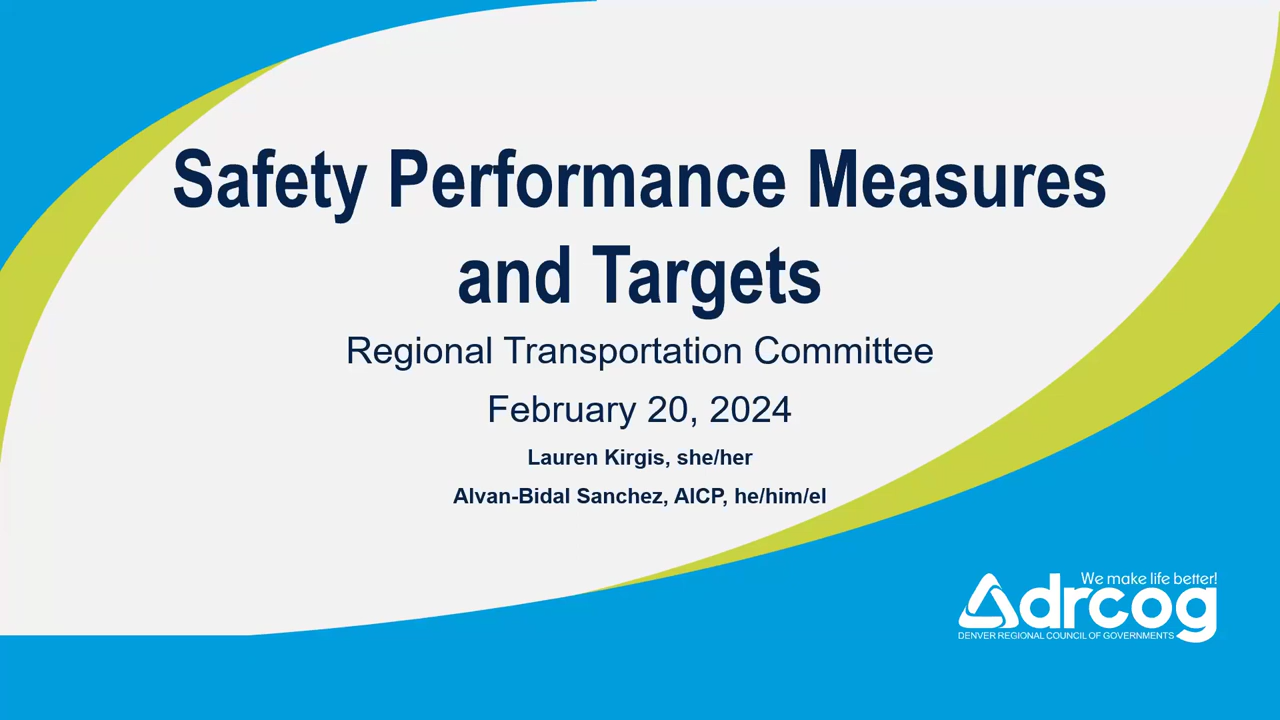 Safety Performance Measures
and Targets
Regional Transportation Committee
February 20, 2024
Lauren Kirgis, she/her
Alvan-Bidal Sanchez, AICP, he/him/el
We make life better!
drcog
DENVER REGIONAL COUNCIL OF GOVERNMENTS